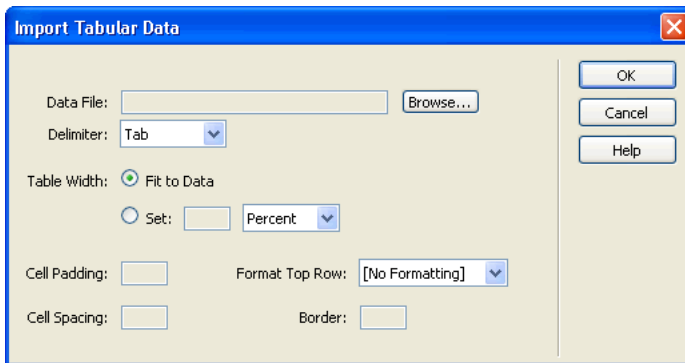 Import Tabular Data
OK
Data File: Browse...
Cancel
Delimiter: Tab
Help
Table Width: Fit to Data
Set: Percent
Cell Padding: Format Top Row: [No Formatting]
Cell Spacing: Border: